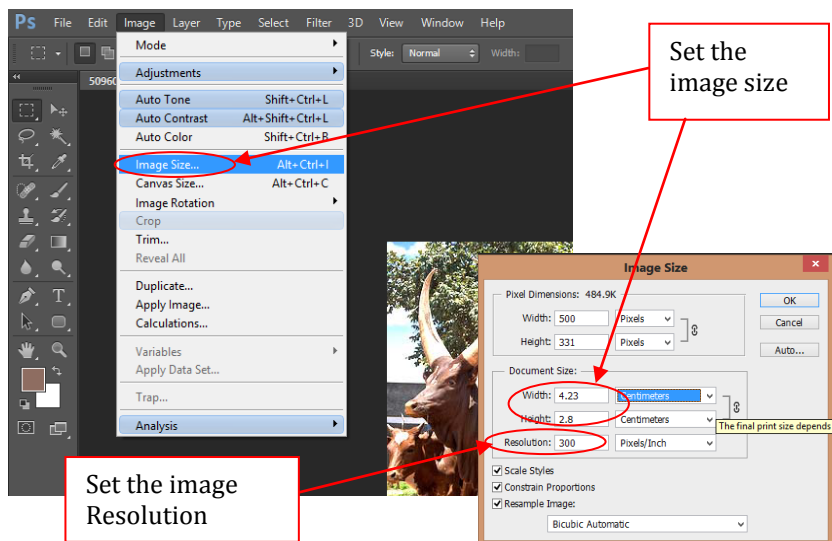 Ps File Edit Image Layer Type Select Filter 3D View Window Help
Style: Normal Width:
5096
Mode
Adjustments
Auto Tone Shift+Ctrl+L
Auto Contrast Alt+Shift+Ctrl+L
Auto Color Shift+Ctrl+B
Image Size... Alt+Ctrl+I
Canvas Size... Alt+Ctrl+C
Image Rotation
Crop
Trim...
Reveal All
Duplicate...
Apply Image...
Calculations...
Variables
Apply Data Set...
Trap...
Analysis
Set the
image size
Image Size
Pixel Dimensions: 484.9K
Width: 500 Pixels
Height: 331 Pixels
OK
Cancel
Auto...
Document Size:
Width: 4.23 Centimeters
Height: 2.8 Centimeters
Resolution: 300 Pixels/Inch
The final print size depends
Scale Styles
Constrain Proportions
Resample Image:
Bicubic Automatic
Set the image
Resolution